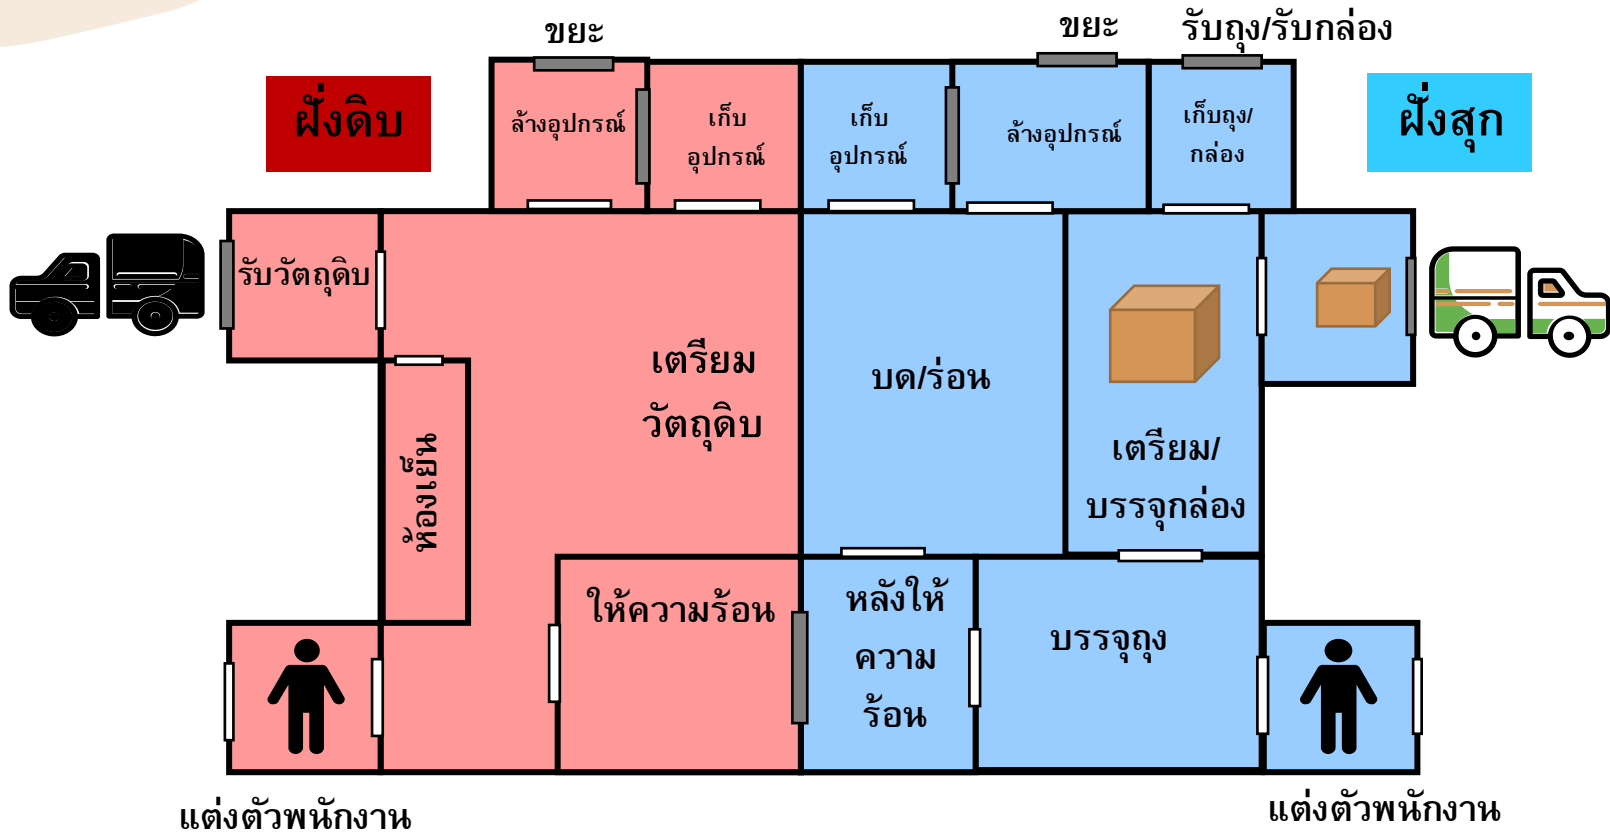 ขยะ
ขยะ
รับถุง/รับกล่อง
ฝั่งดิบ
ล้างอุปกรณ์
เก็บ
อุปกรณ์
เก็บ
อุปกรณ์
ล้างอุปกรณ์
เก็บถุง/
กล่อง
ฝั่งสุก
รับวัตถุดิบ
เตรียม
วัตถุดิบ
บด/ร่อน
เตรียม/
บรรจุกล่อง
ห้องเย็น
ให้ความร้อน
หลังให้
ความ
ร้อน
บรรจุถุง
แต่งตัวพนักงาน
แต่งตัวพนักงาน